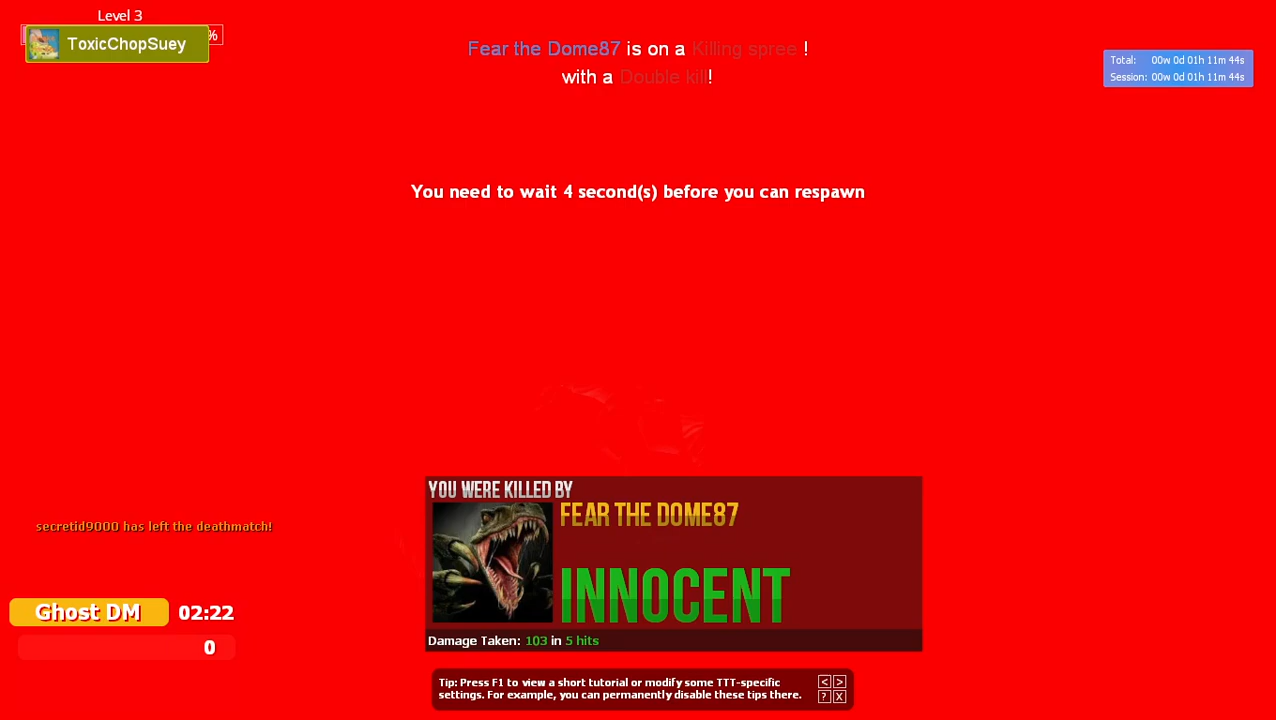 Level 3
%
ToxicChopSuey
Fear the Dome87 is on a Killing spree !
with a Double kill!
Total: 00w 0d 01h 11m 44s
Session: 00w 0d 01h 11m 44s
You need to wait 4 second(s) before you can respawn
YOU WERE KILLED BY
FEAR THE DOME87
INNOCENT
Damage Taken: 103 in 5 hits
secretid9000 has left the deathmatch!
Ghost DM 02:22
0
Tip: Press F1 to view a short tutorial or modify some TTT-specific
settings. For example, you can permanently disable these tips there.
< >
? X